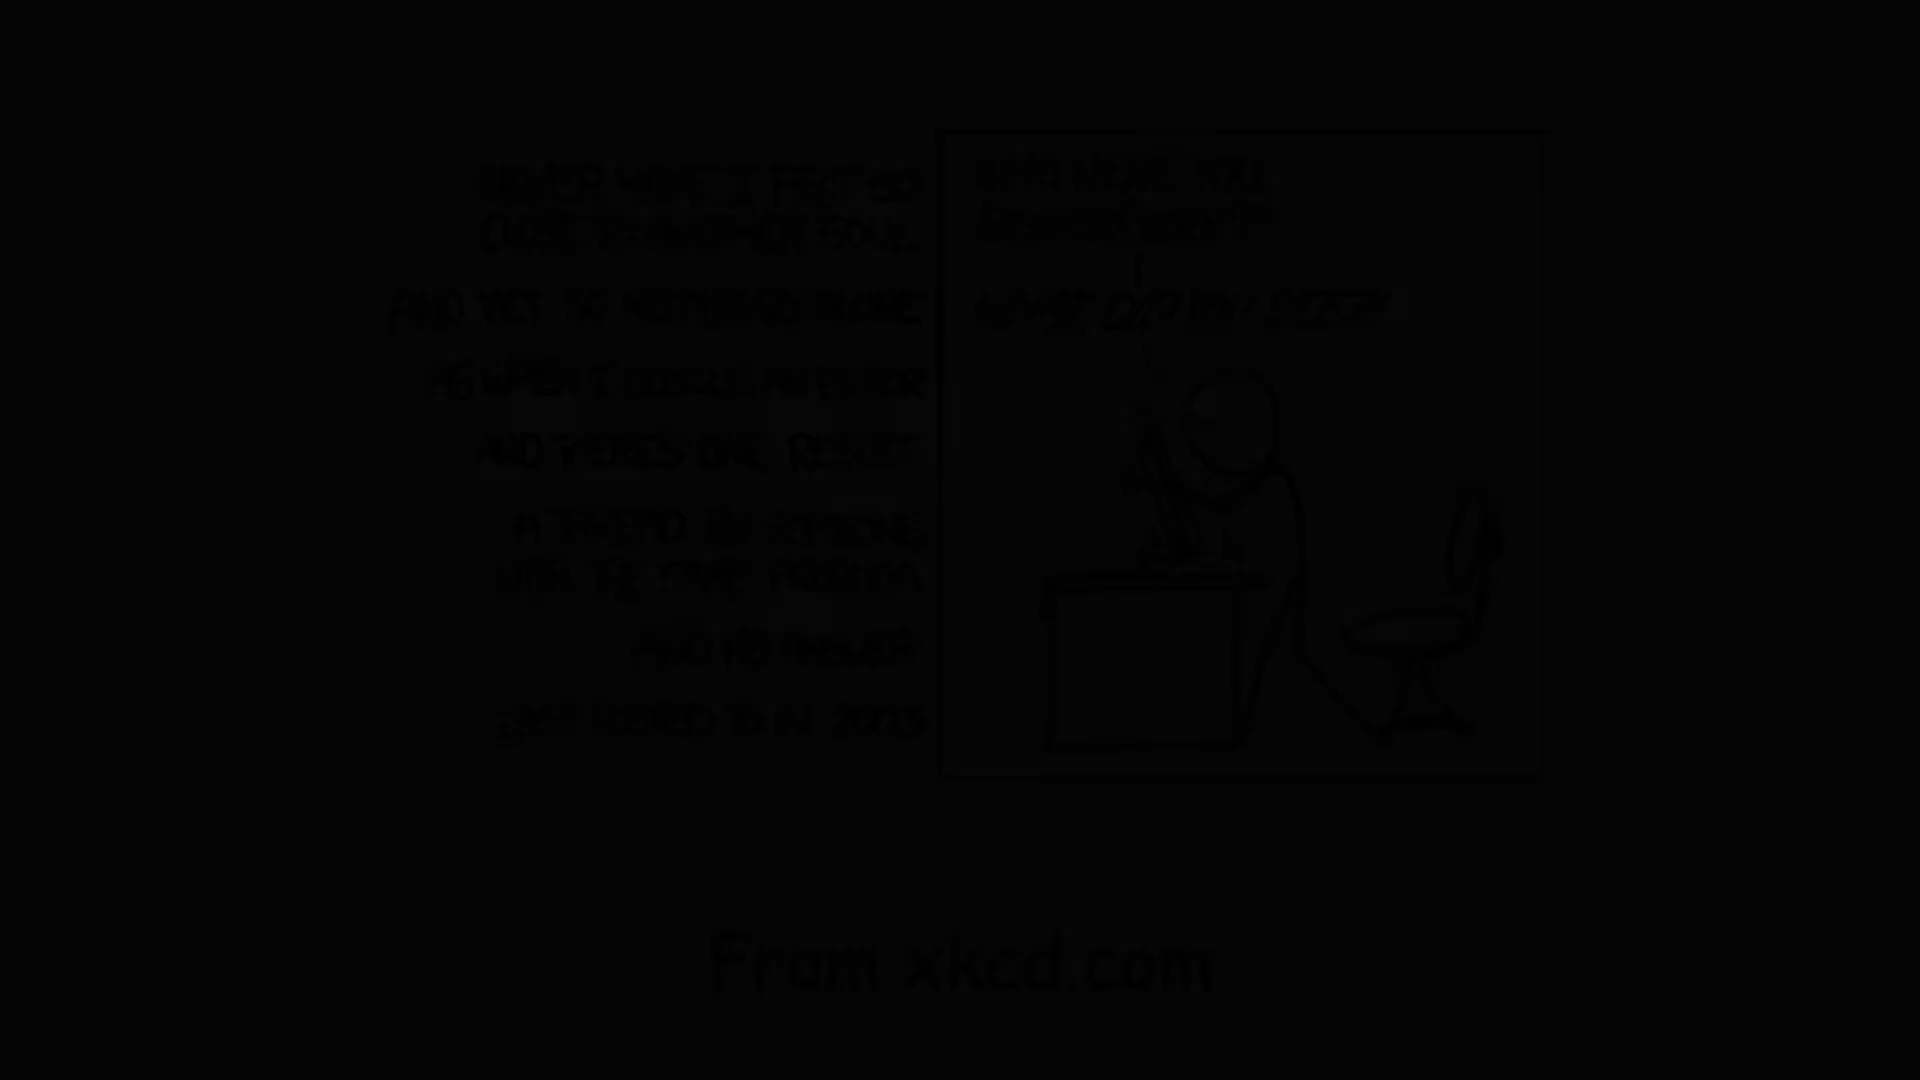 NEVER HAVE I FELT SO
CLOSE TO ANOTHER SOUL
AND YET SO HELPLESSLY ALONE
AS WHEN I GOOGLE AN ERROR
AND THERE'S ONE RESULT
A THREAD BY SOMEONE
WITH THE SAME PROBLEM
AND NO ANSWER
LAST POSTED TO IN 2003
WHO WERE YOU,
DENVERCODER9?
WHAT DID YOU SEE?!
From xkcd.com